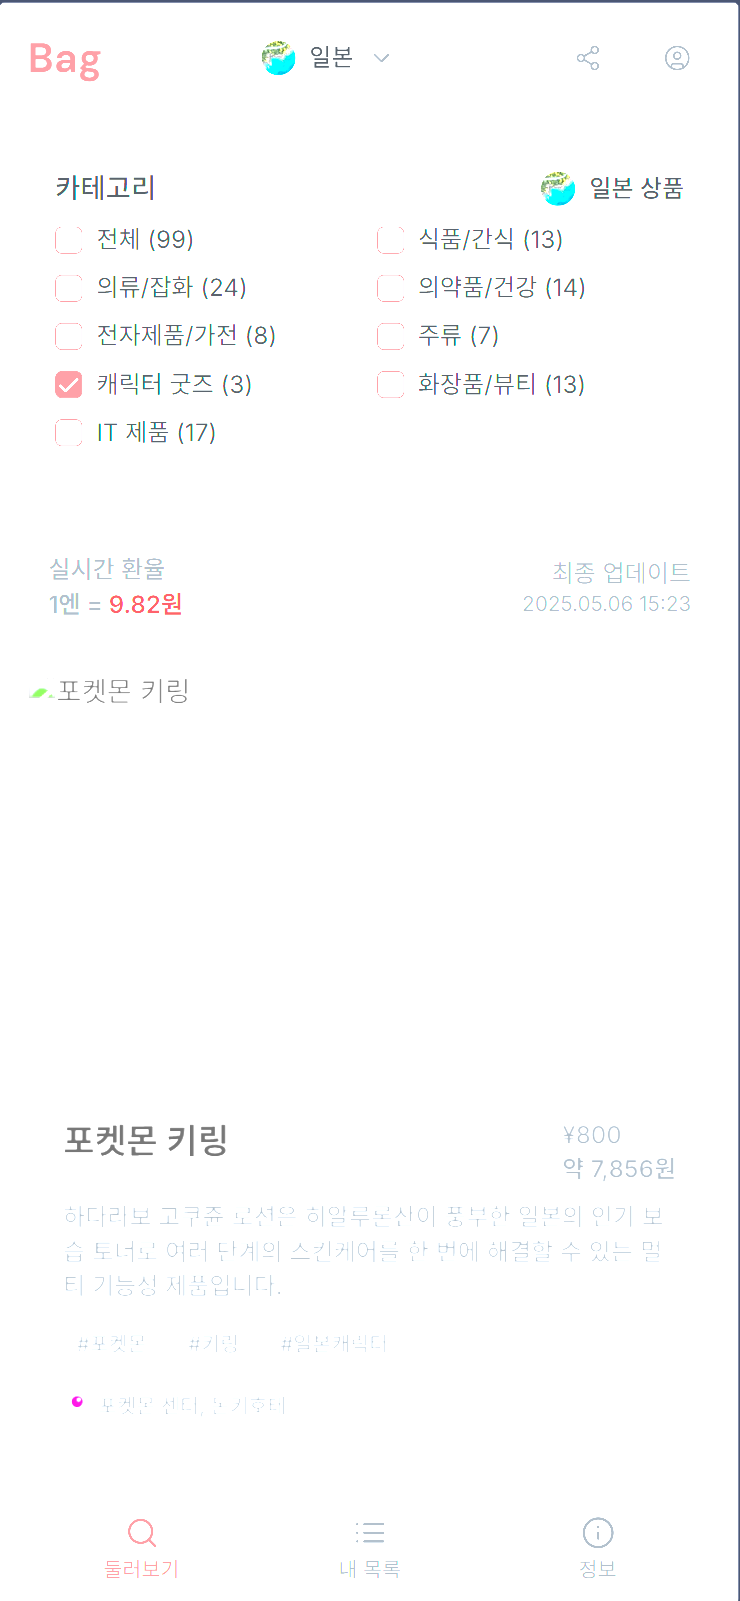 Bag
일본
카테고리
일본 상품
전체 (99)
식품/간식 (13)
의류/잡화 (24)
의약품/건강 (14)
전자제품/가전 (8)
주류 (7)
캐릭터 굿즈 (3)
화장품/뷰티 (13)
IT 제품 (17)
실시간 환율
최종 업데이트
1엔 = 9.82원
2025.05.06 15:23
포켓몬 키링
포켓몬 키링
¥800
약 7,856원
하다라보 고쿠쥰 로션은 히알루론산이 풍부한 일본의 인기 보
습 토너로 여러 단계의 스킨케어를 한 번에 해결할 수 있는 멀
티 기능성 제품입니다.
#포켓몬 #키링 #일본캐릭터
포켓몬 센터, 돈키호테
둘러보기
내 목록
정보